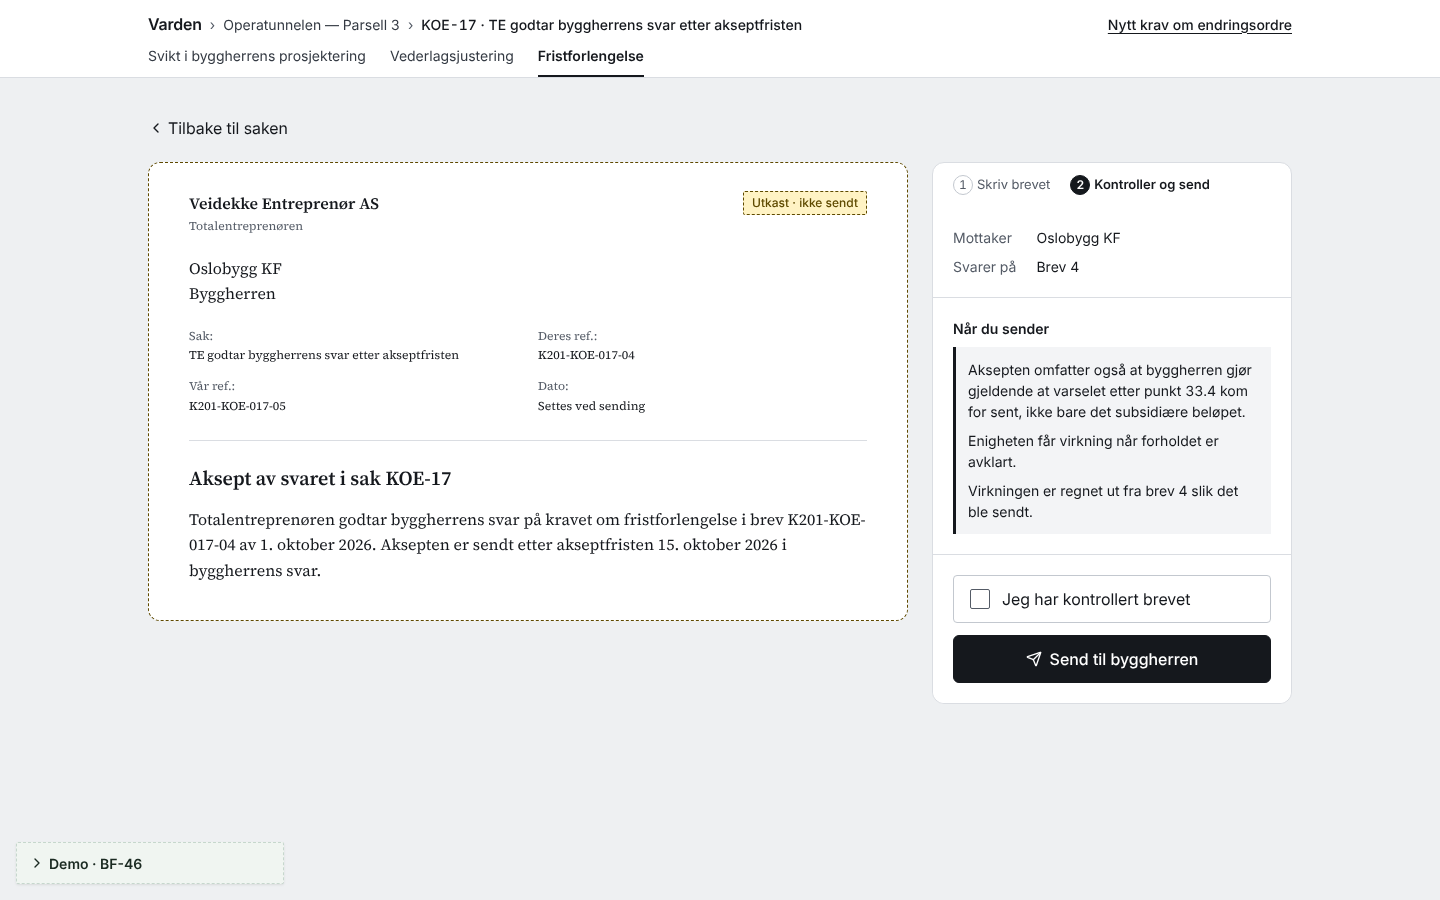 Varden › Operatunnelen — Parsell 3 › KOE-17 · TE godtar byggherrens svar etter akseptfristen
Nytt krav om endringsordre
Svikt i byggherrens prosjektering Vederlagsjustering Fristforlengelse
Tilbake til saken
Veidekke Entreprenør AS
Utkast · ikke sendt
Totalentreprenøren
Oslobygg KF
Byggherren
Sak: Deres ref.:
TE godtar byggherrens svar etter akseptfristen K201-KOE-017-04
Vår ref.: Dato:
K201-KOE-017-05 Settes ved sending
Aksept av svaret i sak KOE-17
Totalentreprenøren godtar byggherrens svar på kravet om fristforlengelse i brev K201-KOE-
017-04 av 1. oktober 2026. Aksepten er sendt etter akseptfristen 15. oktober 2026 i
byggherrens svar.
1 Skriv brevet 2 Kontroller og send
Mottaker Oslobygg KF
Svarer på Brev 4
Når du sender
Aksepten omfatter også at byggherren gjør
gjeldende at varselet etter punkt 33.4 kom
for sent, ikke bare det subsidiære beløpet.
Enigheten får virkning når forholdet er
avklart.
Virkningen er regnet ut fra brev 4 slik det
ble sendt.
Jeg har kontrollert brevet
Send til byggherren
Demo · BF-46